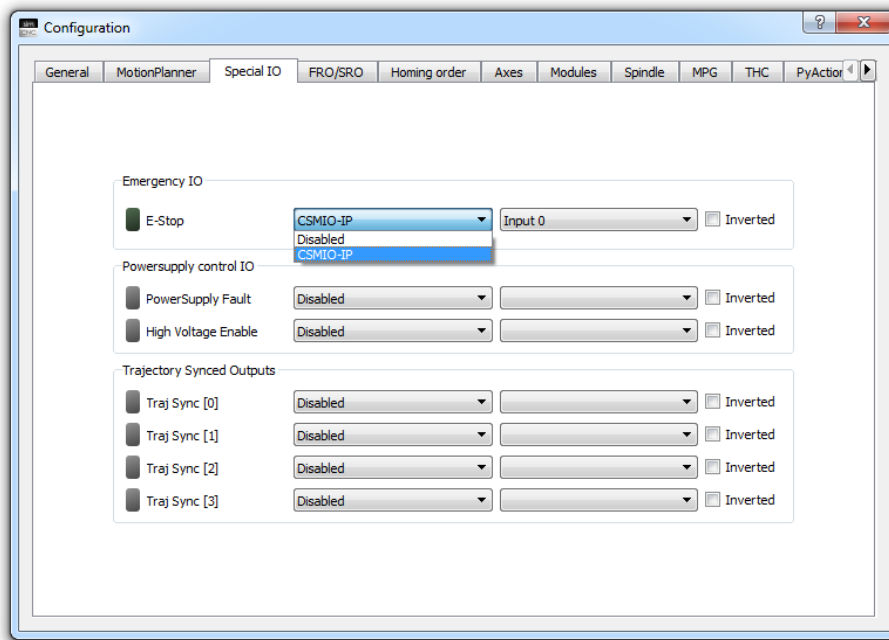 sim CNC Configuration
General MotionPlanner Special IO FRO/SRO Homing order Axes Modules Spindle MPG THC PyAction
Emergency IO
E-Stop CSMIO-IP Input 0 Inverted
Disabled
CSMIO-IP
Powersupply control IO
PowerSupply Fault Disabled Inverted
High Voltage Enable Disabled Inverted
Trajectory Synced Outputs
Traj Sync [0] Disabled Inverted
Traj Sync [1] Disabled Inverted
Traj Sync [2] Disabled Inverted
Traj Sync [3] Disabled Inverted